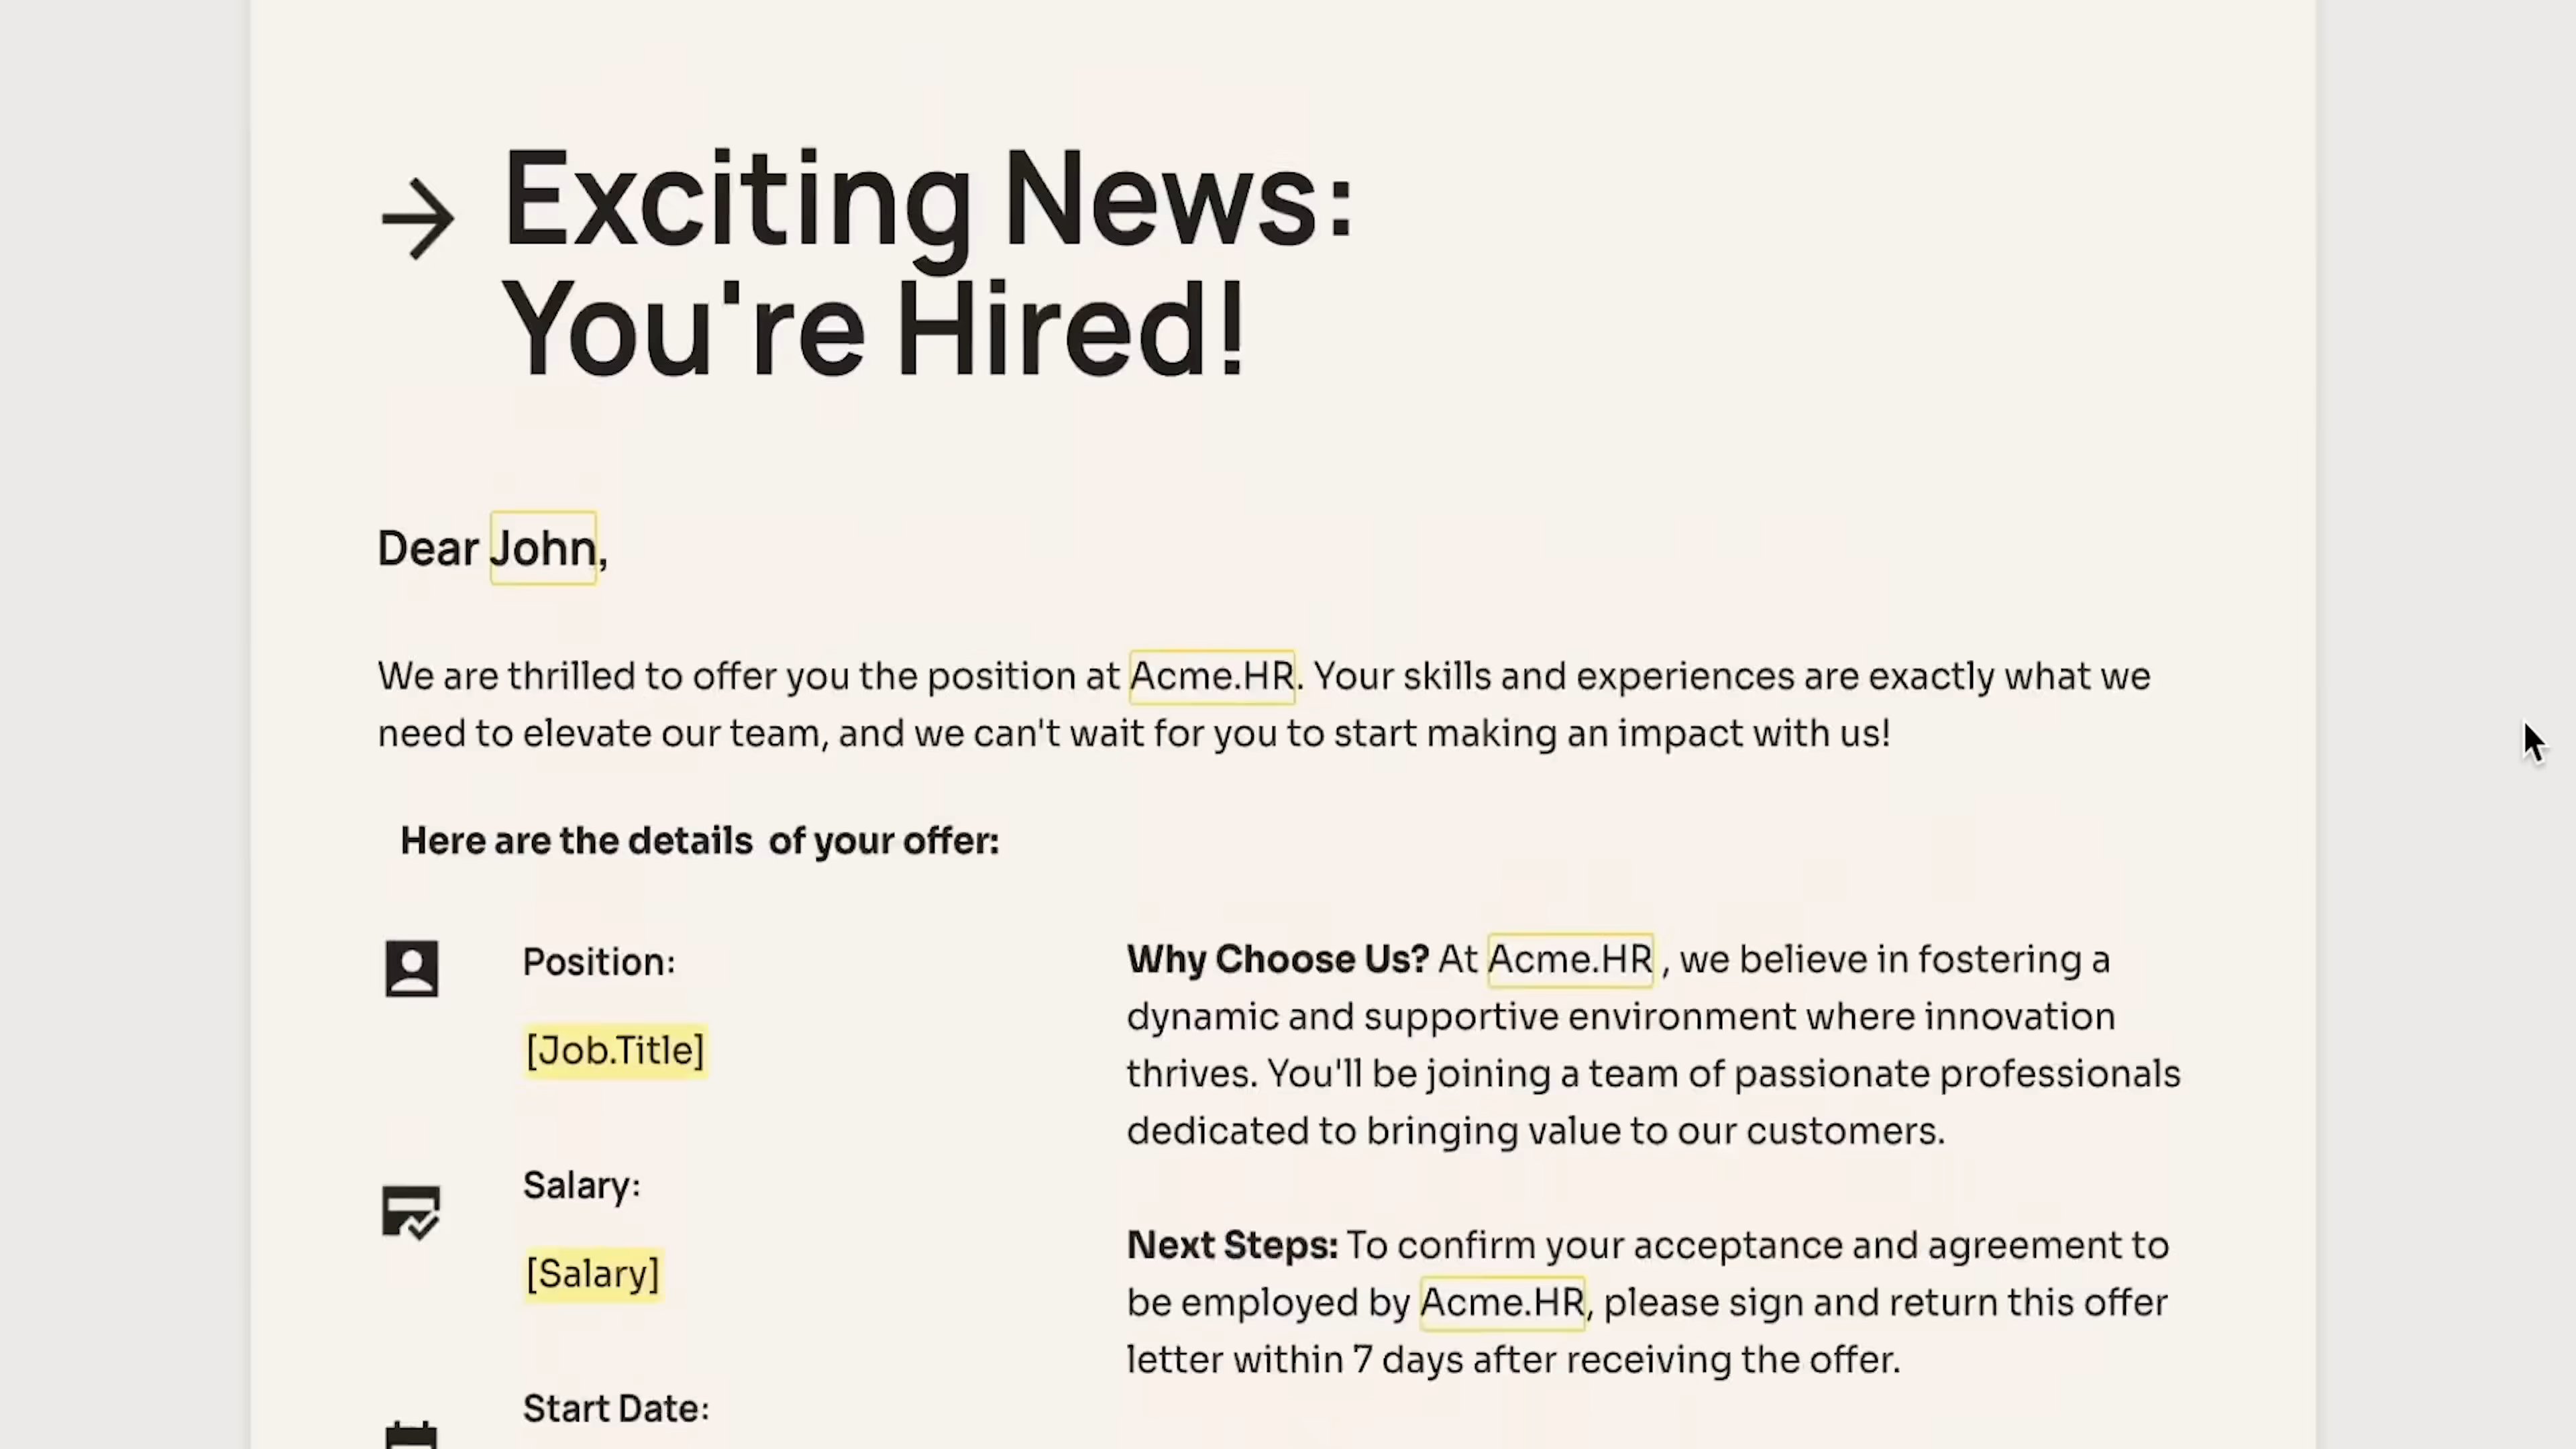 Exciting News:
You're Hired!
Dear John,
We are thrilled to offer you the position at Acme.HR. Your skills and experiences are exactly what we
need to elevate our team, and we can't wait for you to start making an impact with us!
Here are the details of your offer:
Position:
[Job.Title]
Salary:
[Salary]
Start Date:
Why Choose Us? At Acme.HR , we believe in fostering a
dynamic and supportive environment where innovation
thrives. You'll be joining a team of passionate professionals
dedicated to bringing value to our customers.
Next Steps: To confirm your acceptance and agreement to
be employed by Acme.HR, please sign and return this offer
letter within 7 days after receiving the offer.